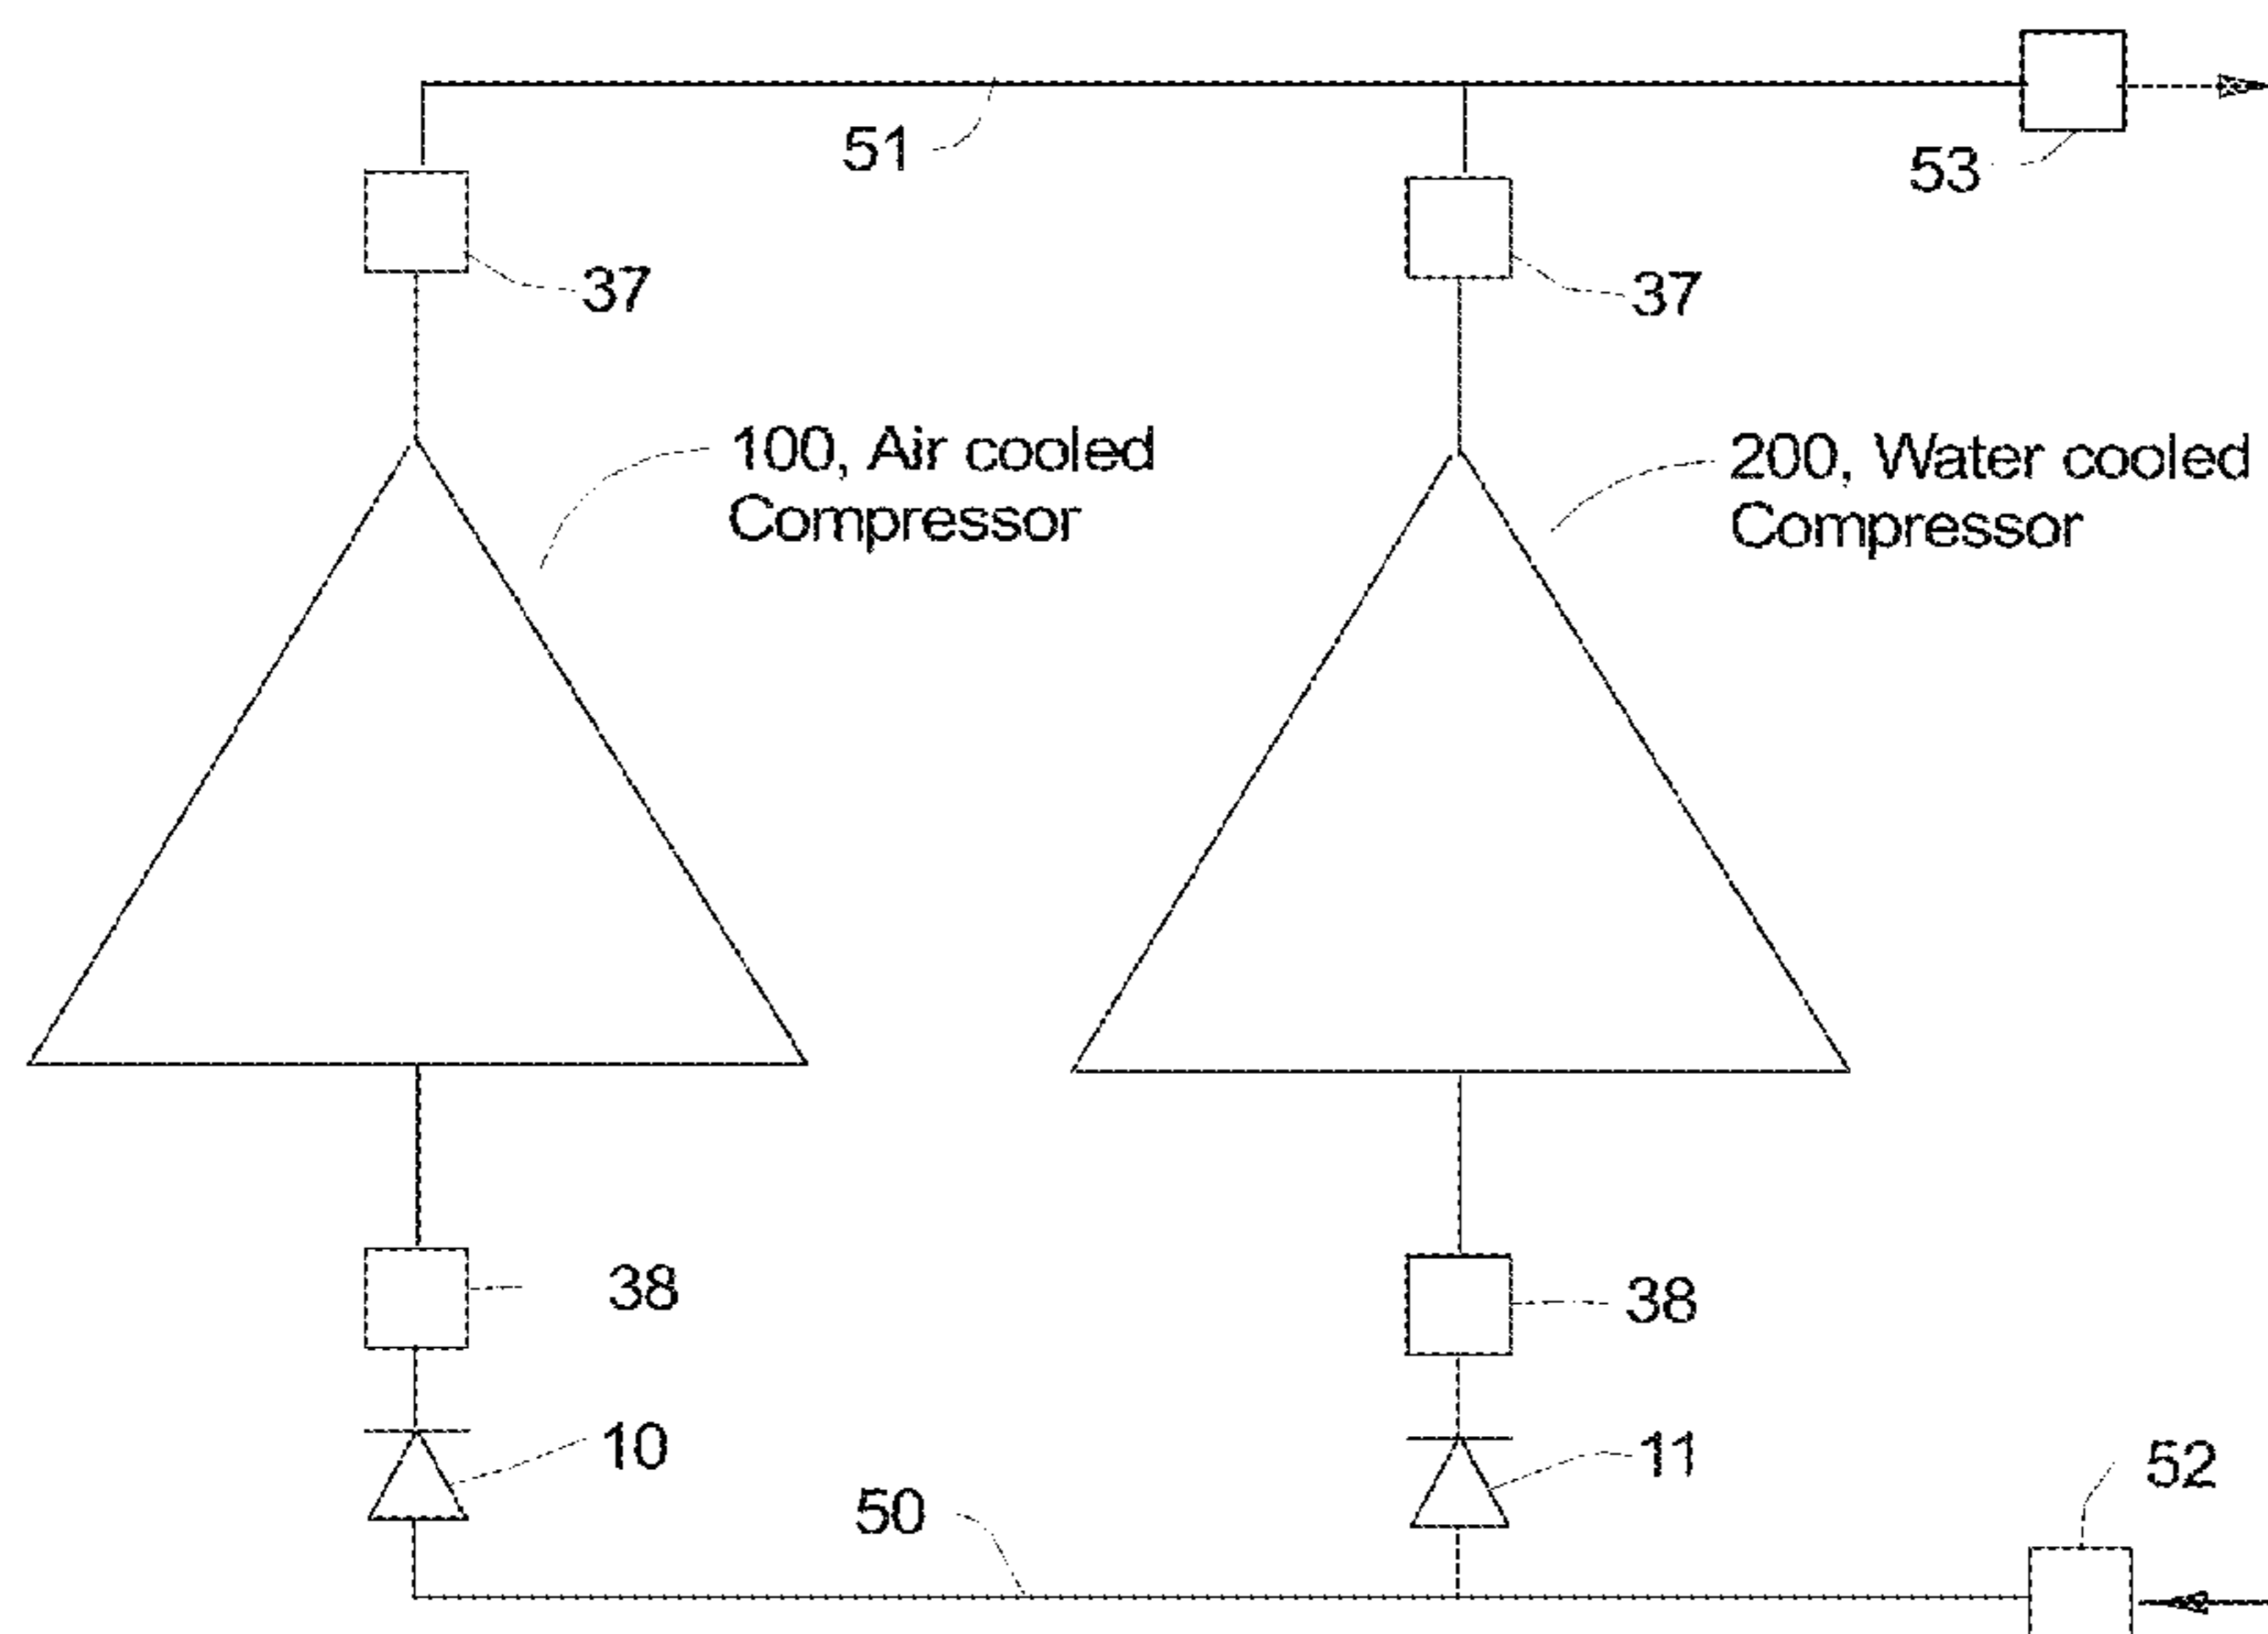 51
53
37
37
100, Air cooled
Compressor
200, Water cooled
Compressor
38
38
10
11
52
50